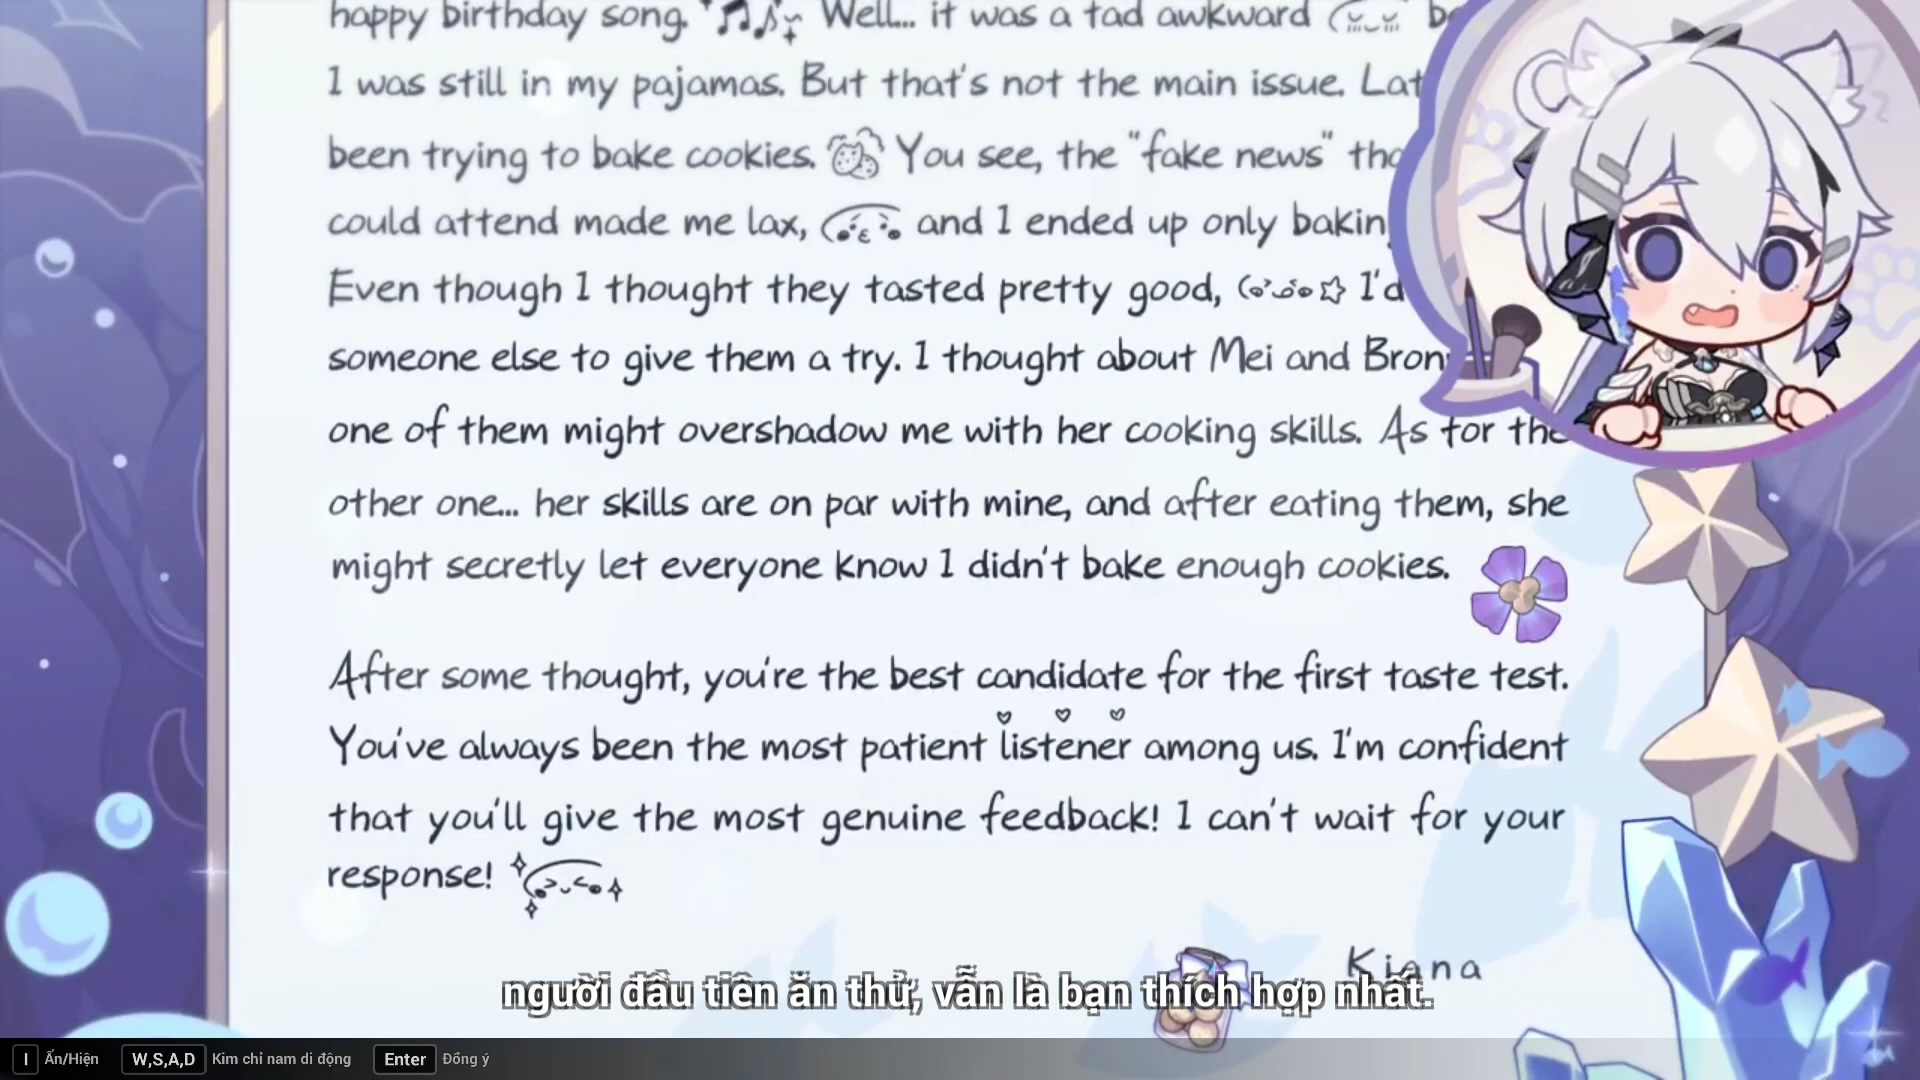 happy birthday song. Well... it was a tad awkward
I was still in my pajamas. But that's not the main issue. Lat
been trying to bake cookies. You see, the "fake news" tha
could attend made me lax, and I ended up only baking
Even though I thought they tasted pretty good, I'd
someone else to give them a try. I thought about Mei and Bron
one of them might overshadow me with her cooking skills. As for the
other one... her skills are on par with mine, and after eating them, she
might secretly let everyone know I didn't bake enough cookies.
After some thought, you're the best candidate for the first taste test.
You've always been the most patient listener among us. I'm confident
that you'll give the most genuine feedback! I can't wait for your
response!
Kiana
người đầu tiên ăn thử, vẫn là bạn thích hợp nhất.
I Ẩn/Hiện W,S,A,D Kim chỉ nam di động Enter Đồng ý